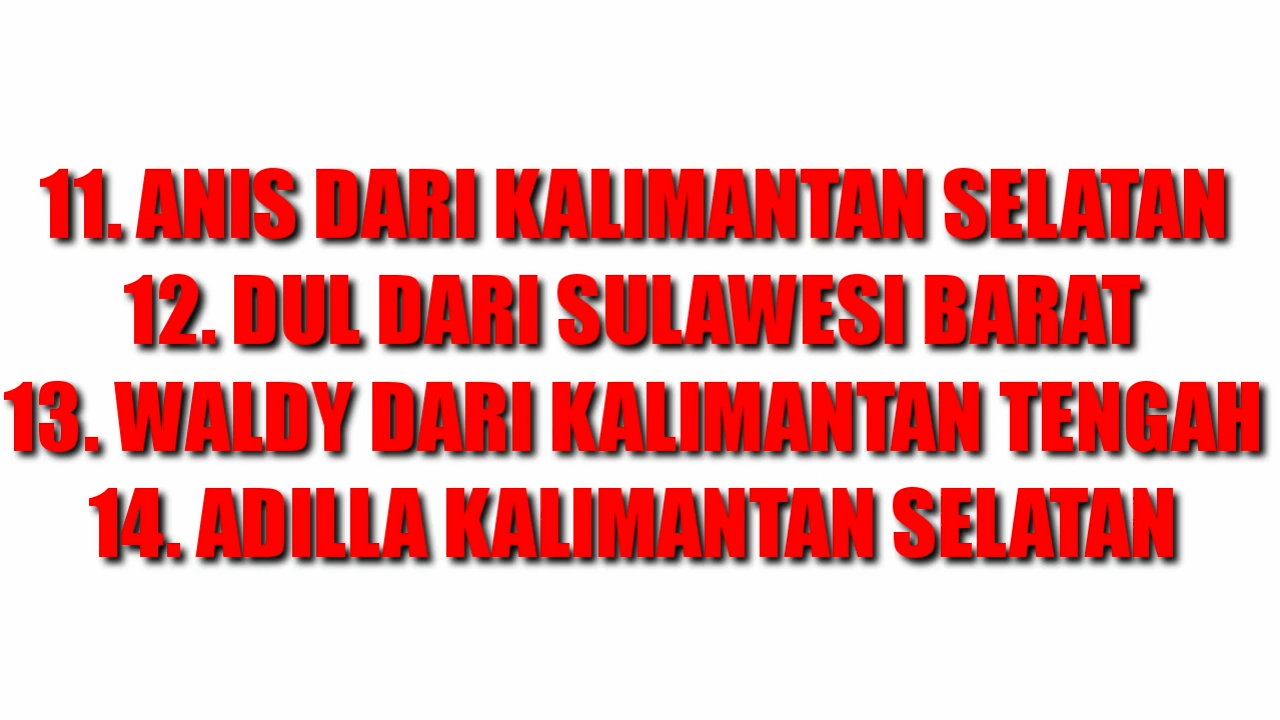 11. ANIS DARI KALIMANTAN SELATAN
12. DUL DARI SULAWESI BARAT
13. WALDY DARI KALIMANTAN TENGAH
14. ADILLA KALIMANTAN SELATAN